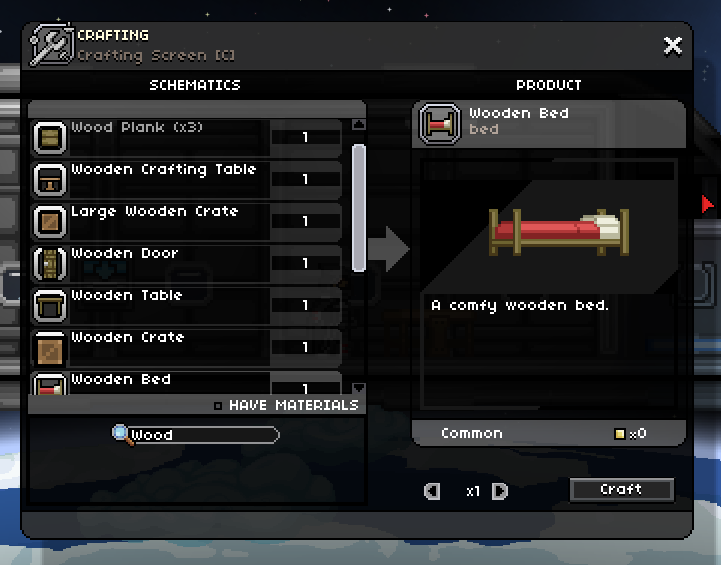 CRAFTING
Crafting Screen [C]
SCHEMATICS
PRODUCT
Wood Plank (x3)
1
Wooden Crafting Table
1
Large Wooden Crate
1
Wooden Door
1
Wooden Table
1
Wooden Crate
1
Wooden Bed
1
HAVE MATERIALS
Wood
Wooden Bed
bed
A comfy wooden bed.
Common
x0
x1
Craft